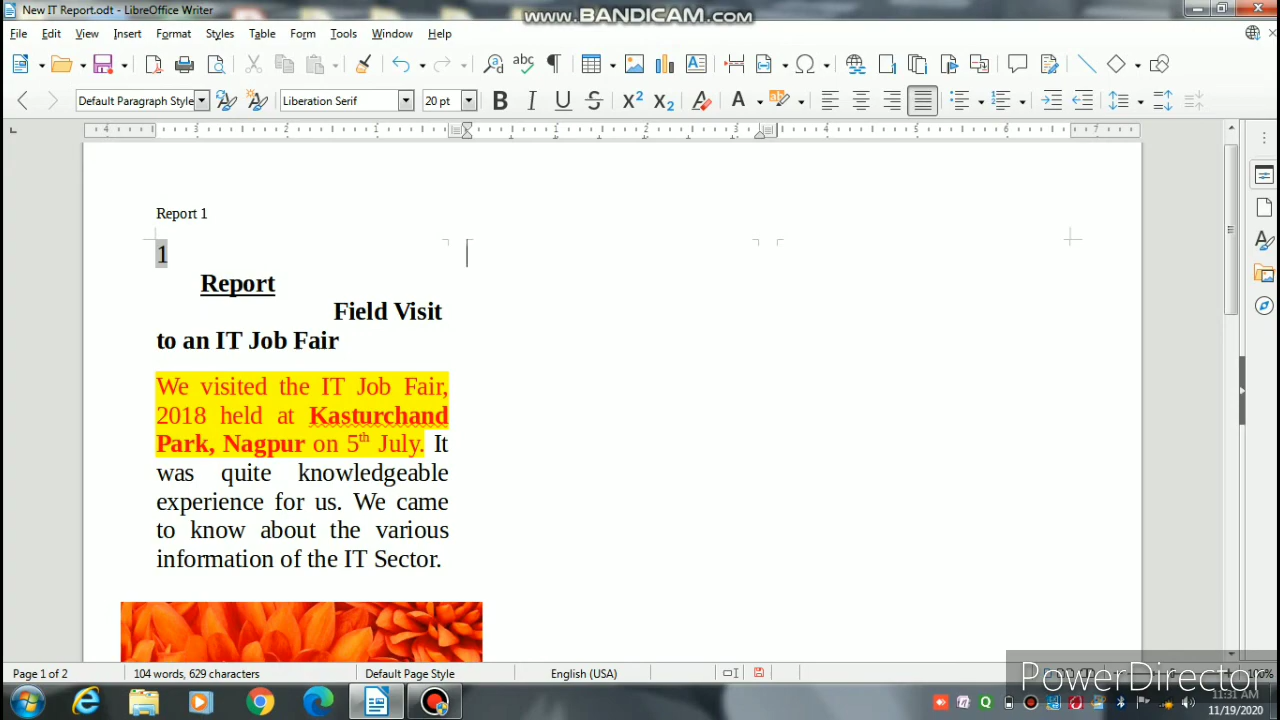 New IT Report.odt - LibreOffice Writer
www.BANDICAM.com
File Edit View Insert Format Styles Table Form Tools Window Help
Default Paragraph Style Liberation Serif 20 pt
Report 1
1
Report
Field Visit
to an IT Job Fair
We visited the IT Job Fair,
2018 held at Kasturchand
Park, Nagpur on 5th July. It
was quite knowledgeable
experience for us. We came
to know about the various
information of the IT Sector.
Page 1 of 2 104 words, 629 characters Default Page Style English (USA)
PowerDirector
11:31 AM
11/19/2020